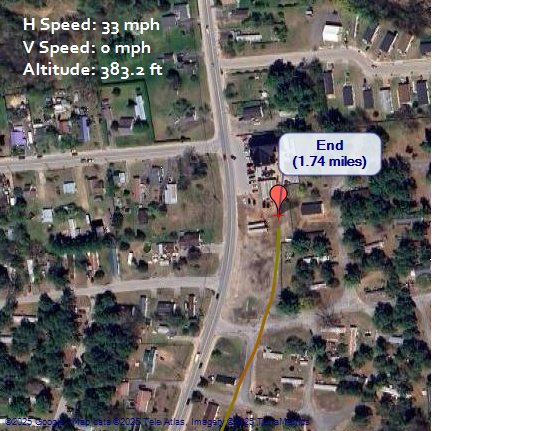 H Speed: 33 mph
V Speed: 0 mph
Altitude: 383.2 ft
End
(1.74 miles)
©2025 Google - Map data ©2025 Tele Atlas, Imagery ©2025 TerraMetrics